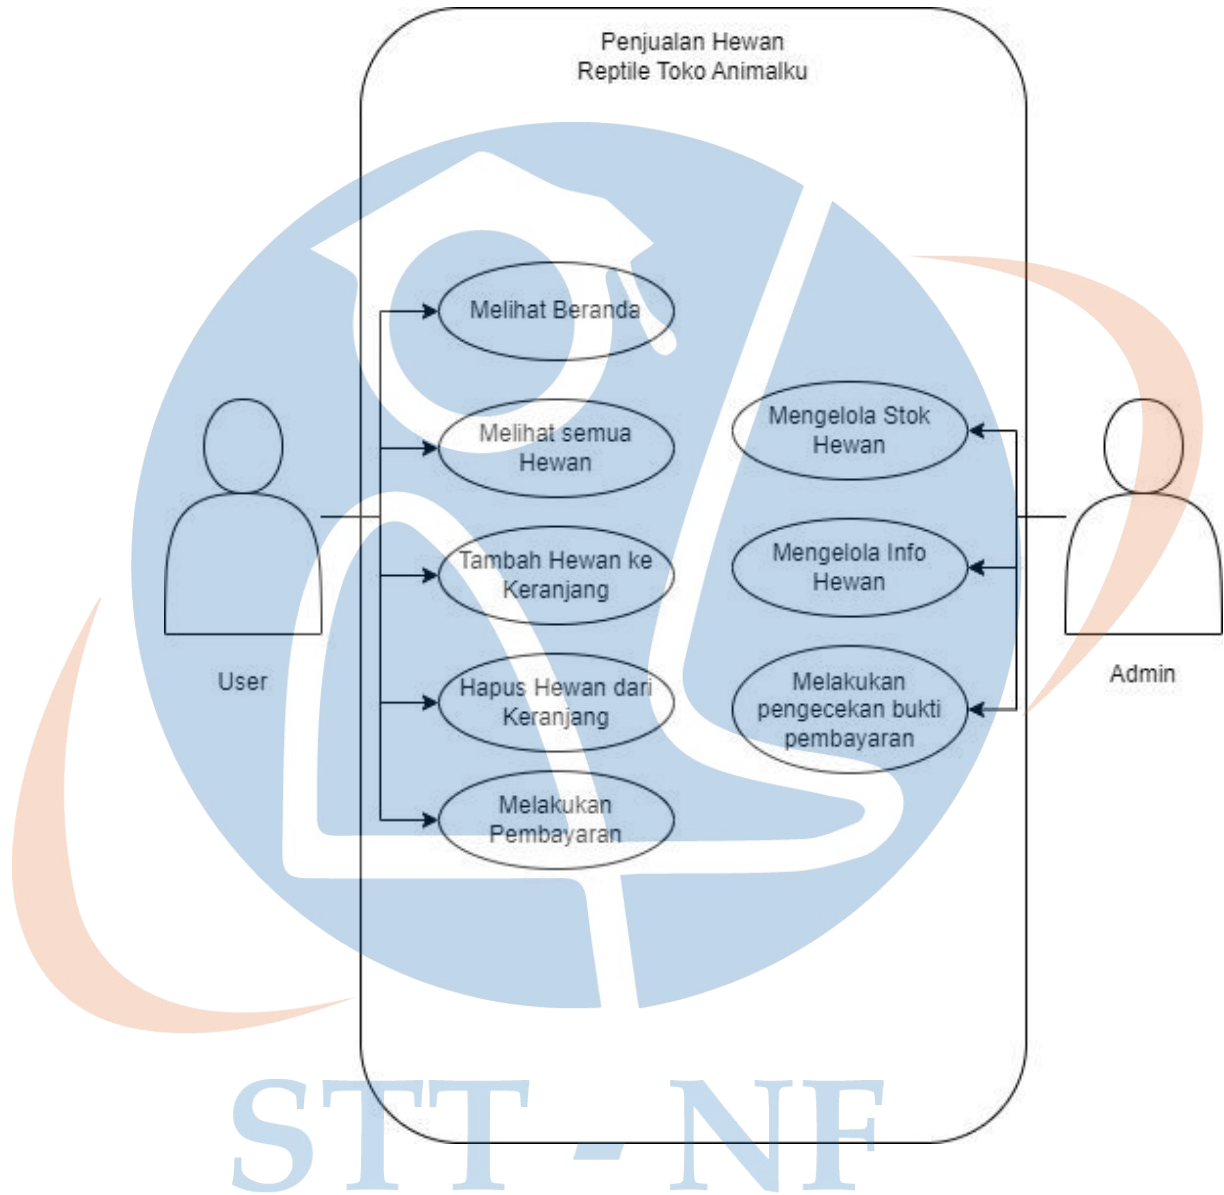 Penjualan Hewan
Reptile Toko Animalku
Melihat Beranda
Melihat semua
Hewan
Tambah Hewan ke
Keranjang
Hapus Hewan dari
Keranjang
Melakukan
Pembayaran
User
Mengelola Stok
Hewan
Mengelola Info
Hewan
Melakukan
pengecekan bukti
pembayaran
Admin
STT - NF